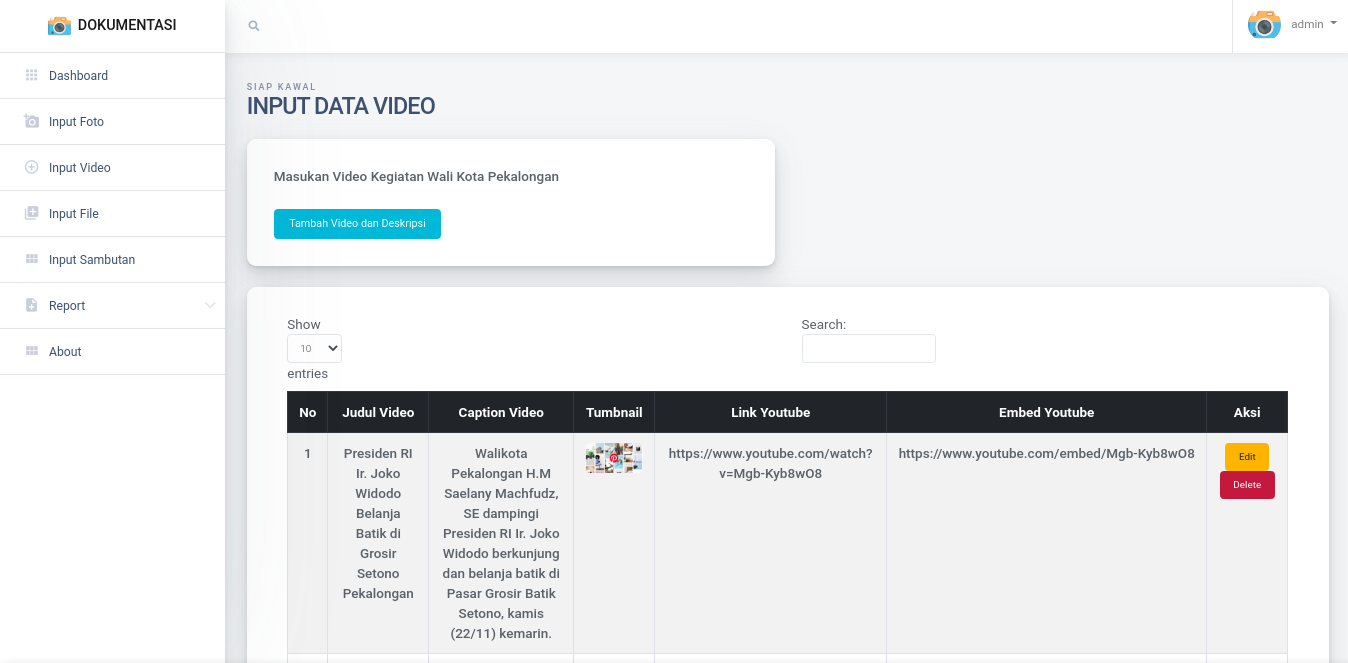 DOKUMENTASI
admin
Dashboard
Input Foto
Input Video
Input File
Input Sambutan
Report
About
SIAP KAWAL
INPUT DATA VIDEO
Masukan Video Kegiatan Wali Kota Pekalongan
Tambah Video dan Deskripsi
Show
10
entries
Search:
No Judul Video Caption Video Tumbnail Link Youtube Embed Youtube Aksi
1
Presiden RI
Ir. Joko
Widodo
Belanja
Batik di
Grosir
Setono
Pekalongan
Walikota
Pekalongan H.M
Saelany Machfudz,
SE dampingi
Presiden RI Ir. Joko
Widodo berkunjung
dan belanja batik di
Pasar Grosir Batik
Setono, kamis
(22/11) kemarin.
https://www.youtube.com/watch?
v=Mgb-Kyb8wO8
https://www.youtube.com/embed/Mgb-Kyb8wO8
Edit
Delete